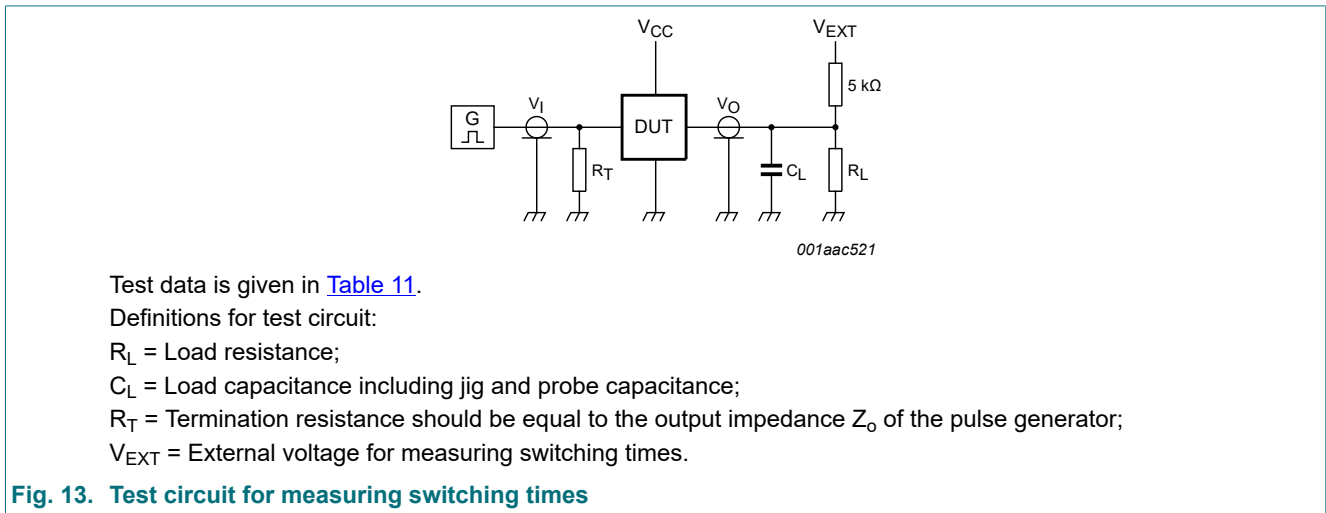 VCC
VEXT
5 kΩ
G
VI
DUT
VO
RT
CL
RL
001aac521
Test data is given in Table 11.
Definitions for test circuit:
RL = Load resistance;
CL = Load capacitance including jig and probe capacitance;
RT = Termination resistance should be equal to the output impedance Zo of the pulse generator;
VEXT = External voltage for measuring switching times.
Fig. 13. Test circuit for measuring switching times